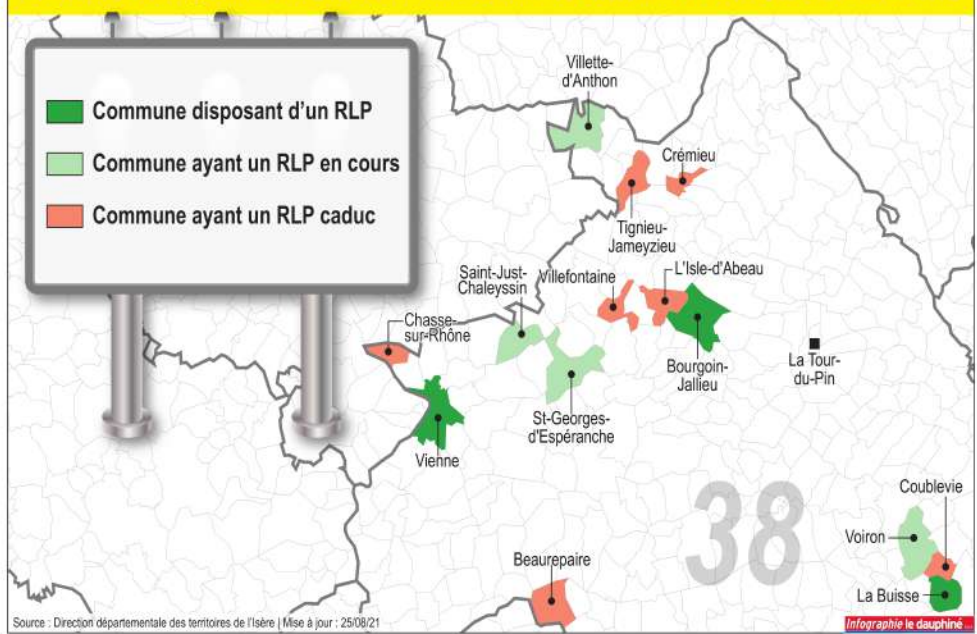 Commune disposant d'un RLP
Commune ayant un RLP en cours
Commune ayant un RLP caduc
Villette-
d'Anthon
Crémieu
Tignieu-
Jameyzieu
Saint-Just-
Chaleyssin
Villefontaine
L'Isle-d'Abeau
Chasse-
sur-Rhône
Bourgoin-
Jallieu
La Tour-
du-Pin
St-Georges-
d'Espéranche
Vienne
Coublevie
38
Voiron
Beaurepaire
La Buisse
Source : Direction départementale des territoires de l'Isère | Mise à jour : 25/08/21
Infographie le dauphiné